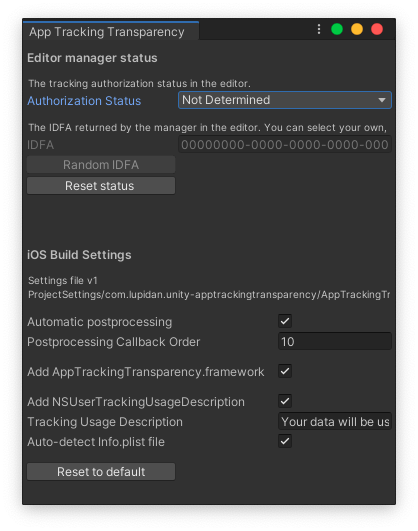 App Tracking Transparency
Editor manager status
The tracking authorization status in the editor.
Authorization Status Not Determined
The IDFA returned by the manager in the editor. You can select your own,
IDFA 00000000-0000-0000-0000-000
Random IDFA
Reset status
iOS Build Settings
Settings file v1
ProjectSettings/com.lupidan.unity-apptrackingtransparency/AppTrackingTr
Automatic postprocessing
Postprocessing Callback Order 10
Add AppTrackingTransparency.framework
Add NSUserTrackingUsageDescription
Tracking Usage Description Your data will be us
Auto-detect Info.plist file
Reset to default